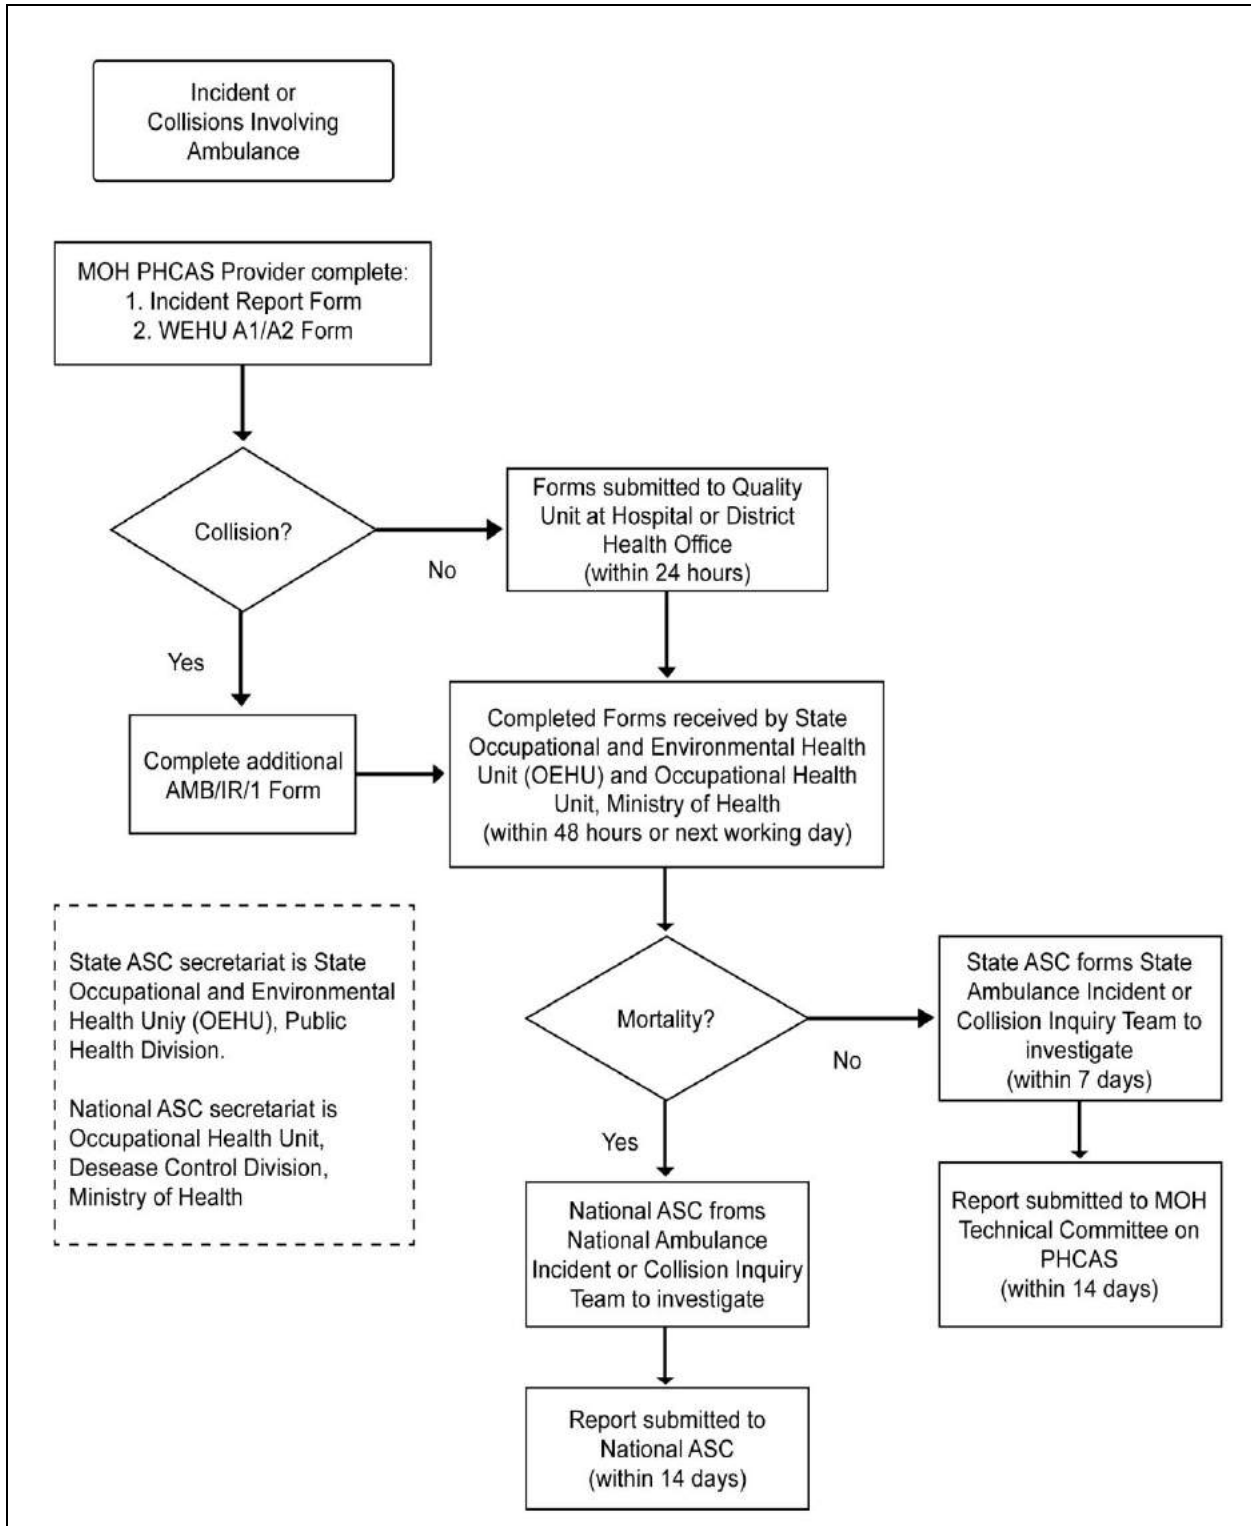 Incident or
Collisions Involving
Ambulance
MOH PHCAS Provider complete:
1. Incident Report Form
2. WEHU A1/A2 Form
Collision?
No
Forms submitted to Quality
Unit at Hospital or District
Health Office
(within 24 hours)
Yes
Complete additional
AMB/IR/1 Form
Completed Forms received by State
Occupational and Environmental Health
Unit (OEHU) and Occupational Health
Unit, Ministry of Health
(within 48 hours or next working day)
State ASC secretariat is State
Occupational and Environmental
Health Uniy (OEHU), Public
Health Division.
National ASC secretariat is
Occupational Health Unit,
Desease Control Division,
Ministry of Health
Mortality?
No
State ASC forms State
Ambulance Incident or
Collision Inquiry Team to
investigate
(within 7 days)
Yes
National ASC froms
National Ambulance
Incident or Collision Inquiry
Team to investigate
Report submitted to MOH
Technical Committee on
PHCAS
(within 14 days)
Report submitted to
National ASC
(within 14 days)